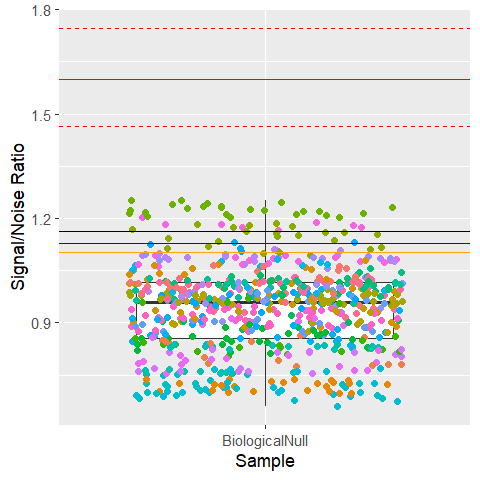 1.8
1.5
1.2
0.9
Signal/Noise Ratio
BiologicalNull
Sample